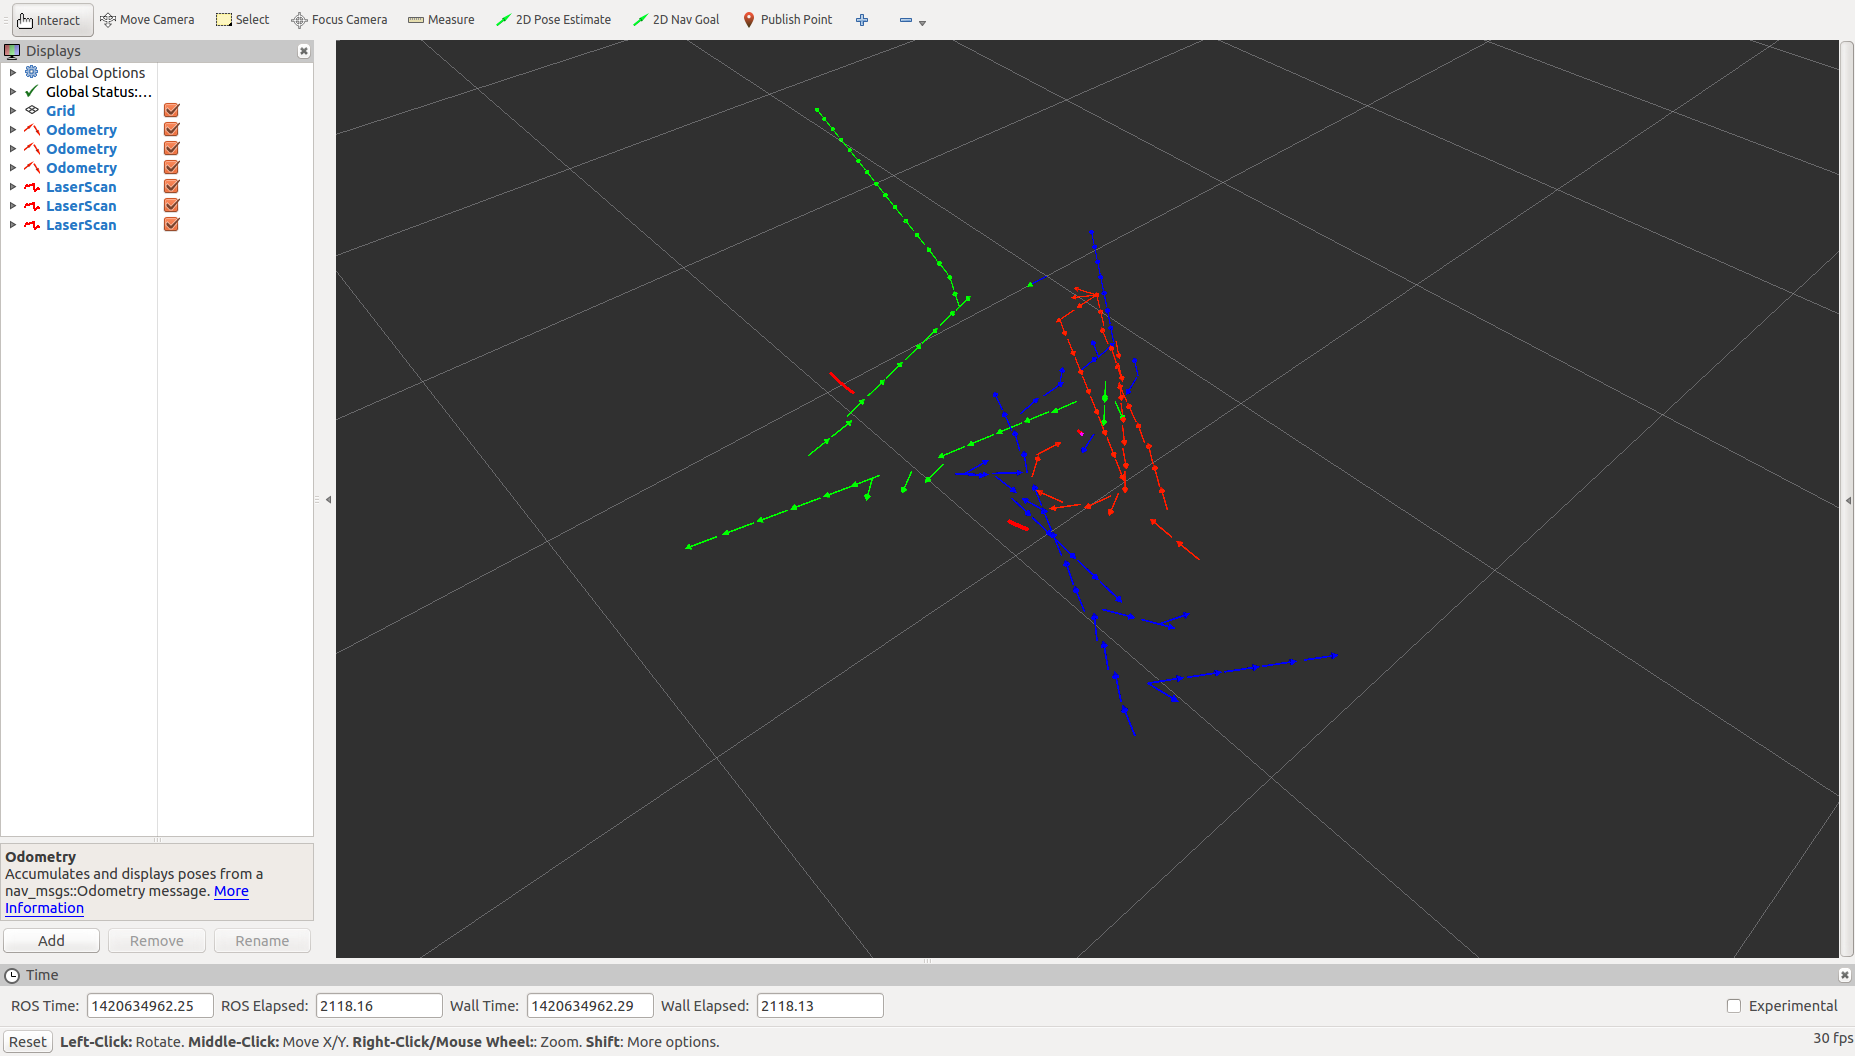 Interact Move Camera Select Focus Camera Measure 2D Pose Estimate 2D Nav Goal Publish Point
Displays
Global Options
Global Status:...
Grid
Odometry
Odometry
Odometry
LaserScan
LaserScan
LaserScan
Odometry
Accumulates and displays poses from a
nav_msgs::Odometry message. More
Information
Add Remove Rename
Time
ROS Time: 1420634962.25 ROS Elapsed: 2118.16 Wall Time: 1420634962.29 Wall Elapsed: 2118.13 Experimental
Reset Left-Click: Rotate. Middle-Click: Move X/Y. Right-Click/Mouse Wheel:: Zoom. Shift: More options. 30 fps